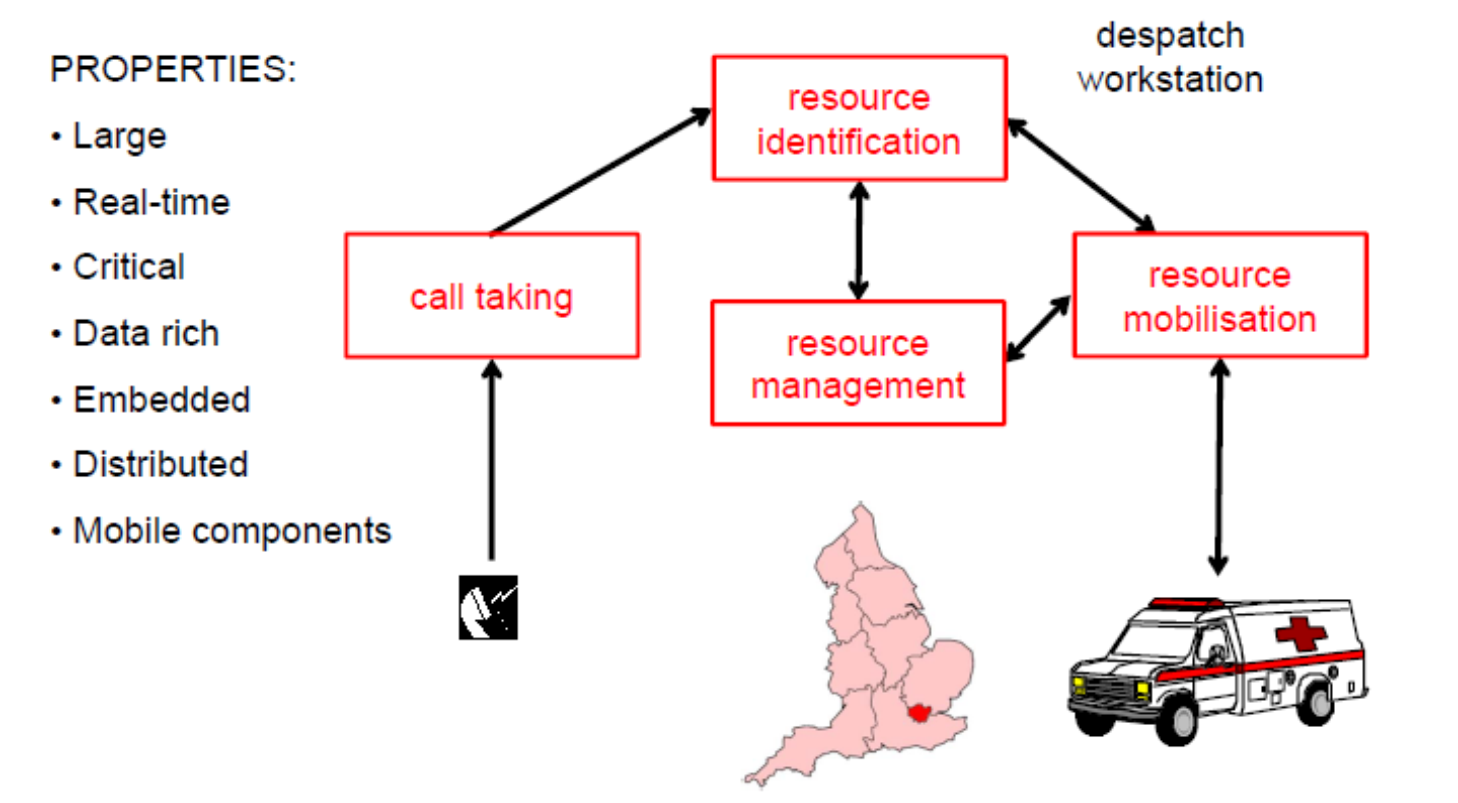 PROPERTIES:
• Large
• Real-time
• Critical
• Data rich
• Embedded
• Distributed
• Mobile components
call taking
resource
identification
resource
management
despatch
workstation
resource
mobilisation